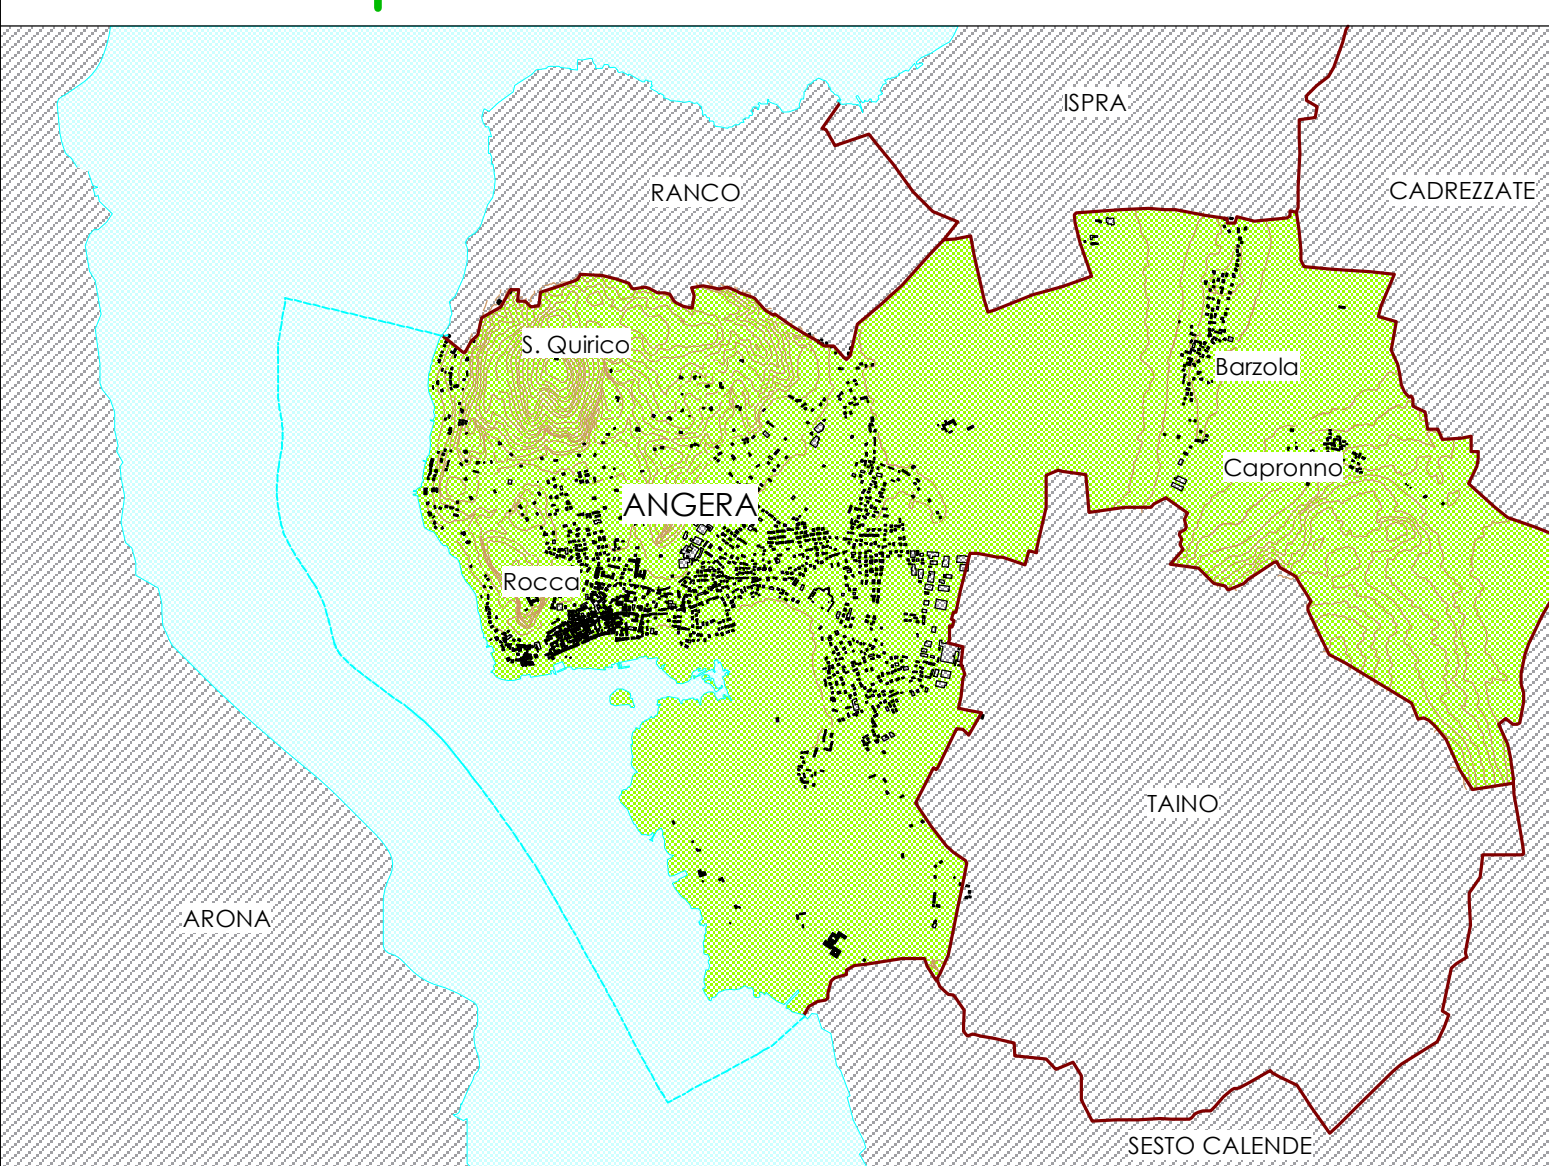 ISPRA
RANCO
CADREZZATE
S. Quirico
Barzola
Capronno
ANGERA
Rocca
TAINO
ARONA
SESTO CALENDE